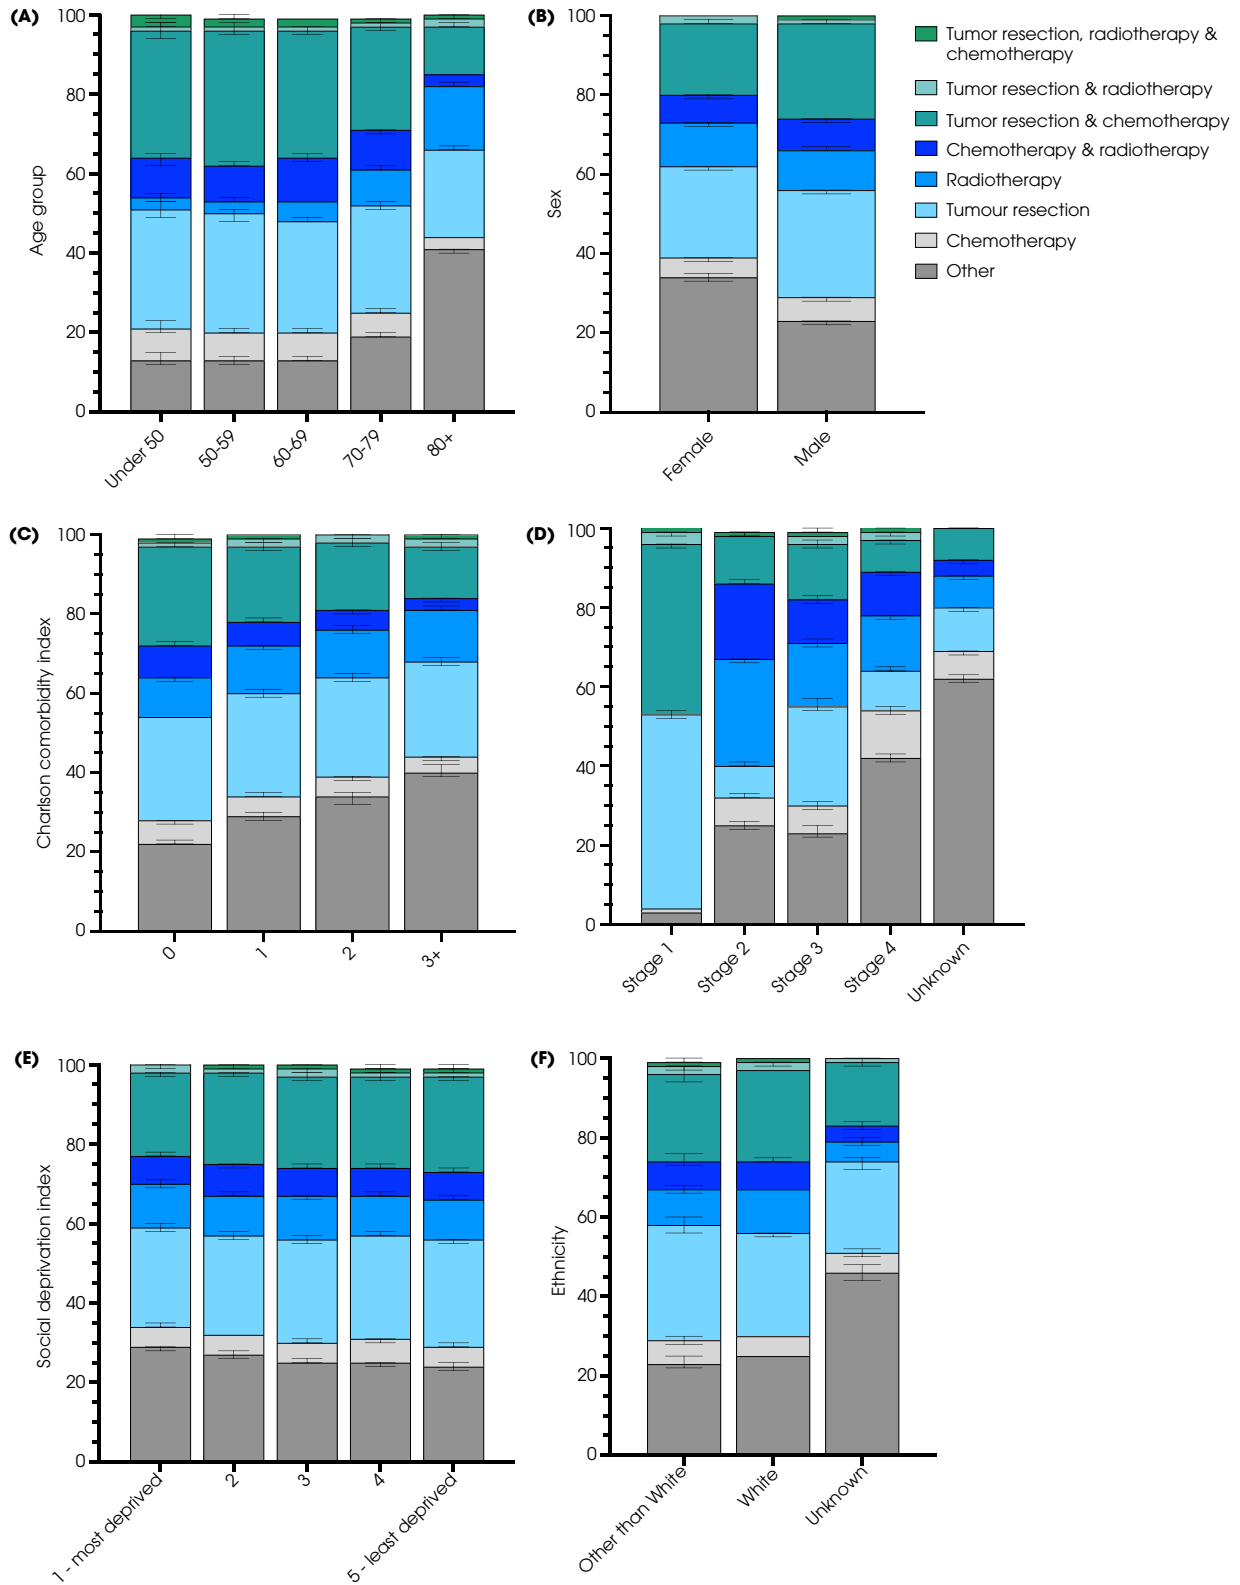 (A)
100
80
60
40
20
0
Age group
Under 50
50-59
60-69
70-79
80+
(B)
100
80
60
40
20
0
Sex
Female
Male
Tumor resection, radiotherapy &
chemotherapy
Tumor resection & radiotherapy
Tumor resection & chemotherapy
Chemotherapy & radiotherapy
Radiotherapy
Tumour resection
Chemotherapy
Other
(C)
100
80
60
40
20
0
Charlson comorbidity index
0
1
2
3+
(D)
100
80
60
40
20
0
Stage 1
Stage 2
Stage 3
Stage 4
Unknown
(E)
100
80
60
40
20
0
Social deprivation index
1 - most deprived
2
3
4
5 - least deprived
(F)
100
80
60
40
20
0
Ethnicity
Other than White
White
Unknown